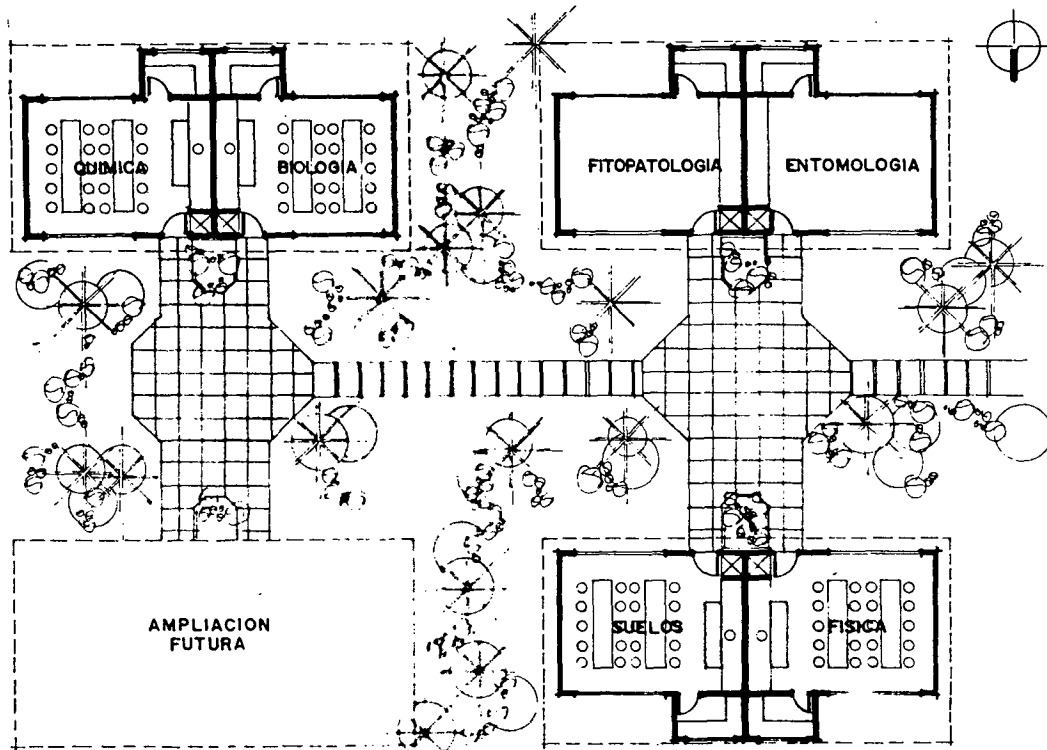 QUIMICA
BIOLOGIA
FITOPATOLOGIA
ENTOMOLOGIA
AMPLIACION
FUTURA
SUELOS
FISICA